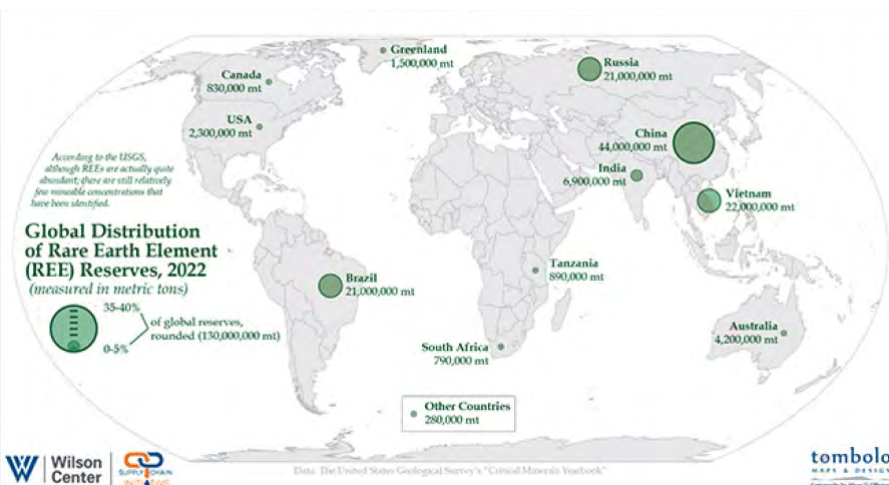 Greenland
1,500,000 mt
Russia
21,000,000 mt
Canada
830,000 mt
USA
2,300,000 mt
China
44,000,000 mt
According to the USGS,
although REEs are actually quite
abundant, there are still relatively
few mineable concentrations that
have been identified.
India
6,900,000 mt
Vietnam
22,000,000 mt
Global Distribution
of Rare Earth Element
(REE) Reserves, 2022
(measured in metric tons)
35-40%
of global reserves,
rounded (130,000,000 mt)
0-5%
Brazil
21,000,000 mt
Tanzania
890,000 mt
South Africa
790,000 mt
Australia
4,200,000 mt
Other Countries
280,000 mt
W Wilson
Center
SUPPLY CHAIN
INITIATIVE
Data: The United States Geological Survey's "Critical Minerals Yearbook"
tombolo
MAPS & DESIGN